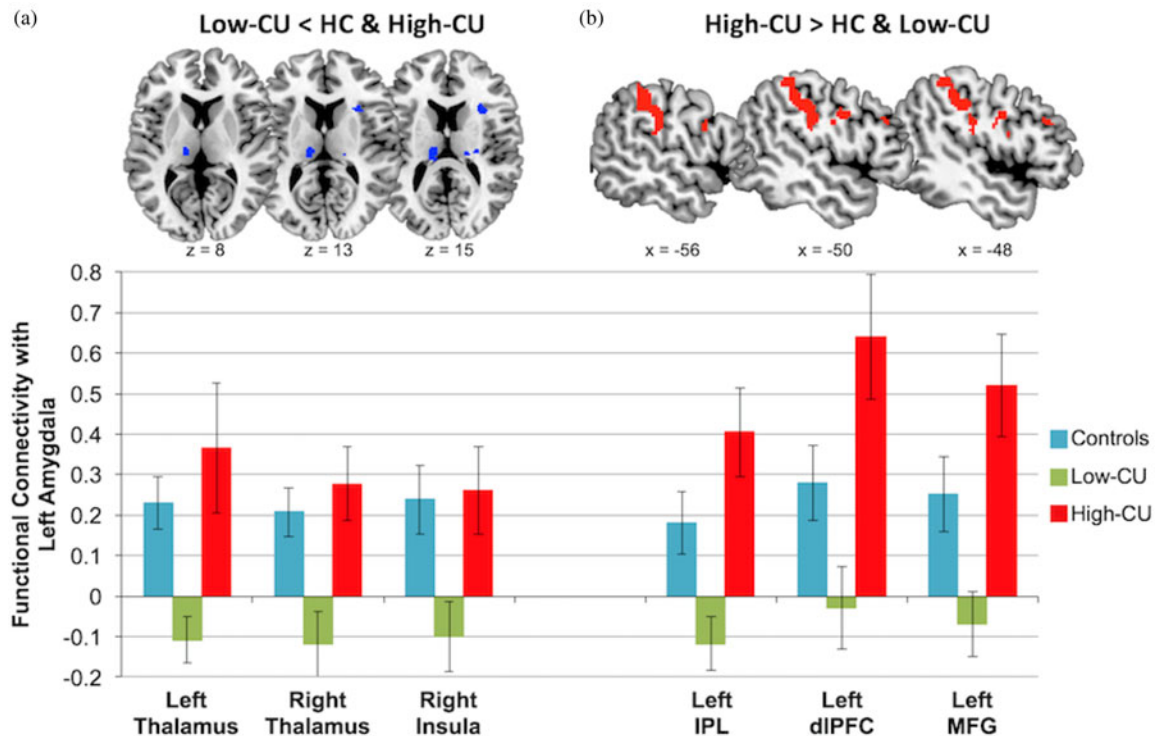 (a)
Low-CU < HC & High-CU
(b)
High-CU > HC & Low-CU
z = 8
z = 13
z = 15
x = -56
x = -50
x = -48
Functional Connectivity with
Left Amygdala
0.8
0.7
0.6
0.5
0.4
0.3
0.2
0.1
0
-0.1
-0.2
Controls
Low-CU
High-CU
Left
Thalamus
Right
Thalamus
Right
Insula
Left
IPL
Left
dlPFC
Left
MFG